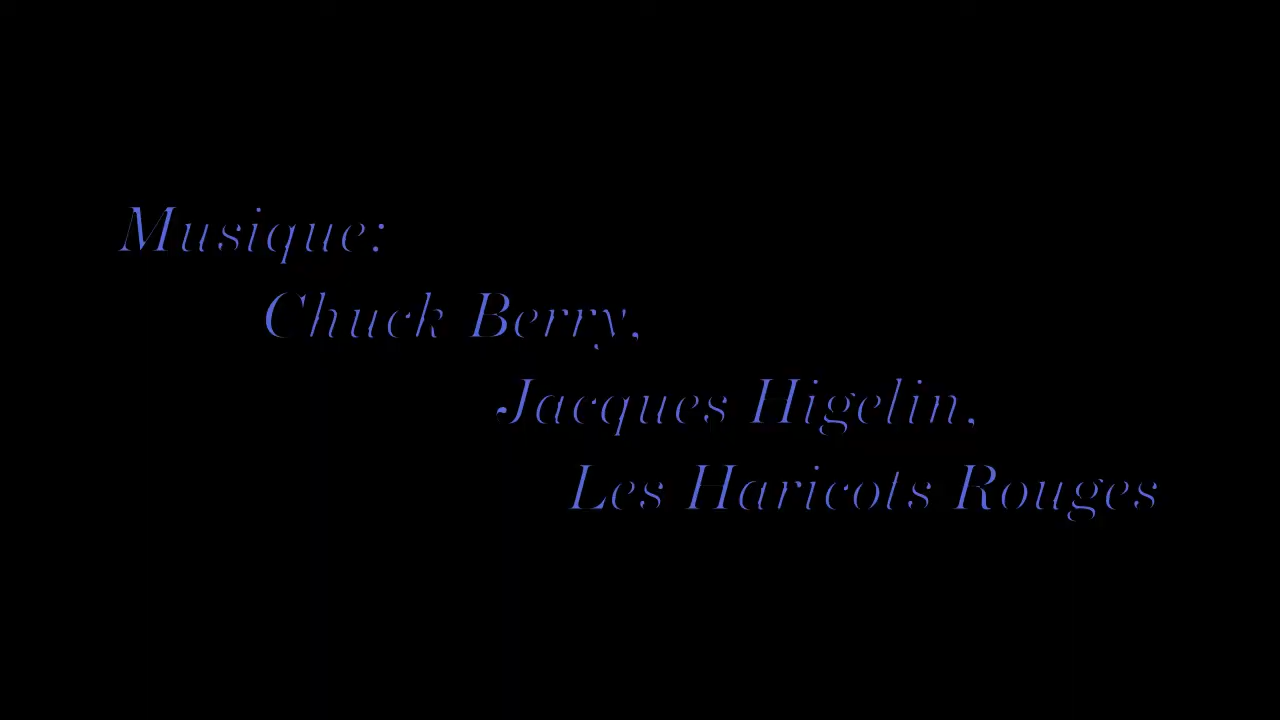 Musique:
Chuck Berry,
Jacques Higelin,
Les Haricots Rouges